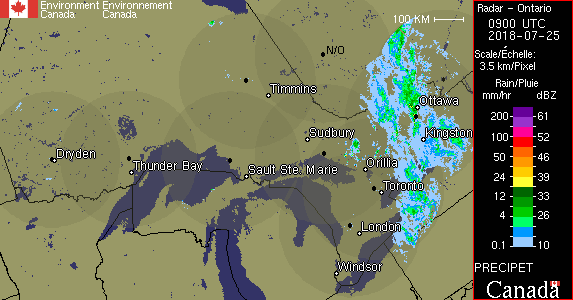 Environment Environnement
Canada Canada
100 KM
N/O
Timmins
Ottawa
Sudbury
Kingston
Dryden
Thunder Bay
Sault Ste. Marie
Orillia
Toronto
London
Windsor
Radar - Ontario
0900 UTC
2018-07-25
Scale/Échelle:
3.5 km/Pixel
Rain/Pluie
mm/hr dBZ
200 61
100 52
50 46
24 39
12 33
4 26
1 20
0.1 10
PRECIPET
Canada